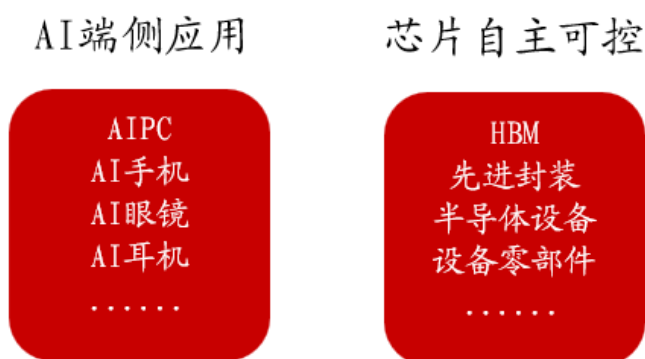 AI端侧应用
AIPC
AI手机
AI眼镜
AI耳机
......
芯片自主可控
HBM
先进封装
半导体设备
设备零部件
......